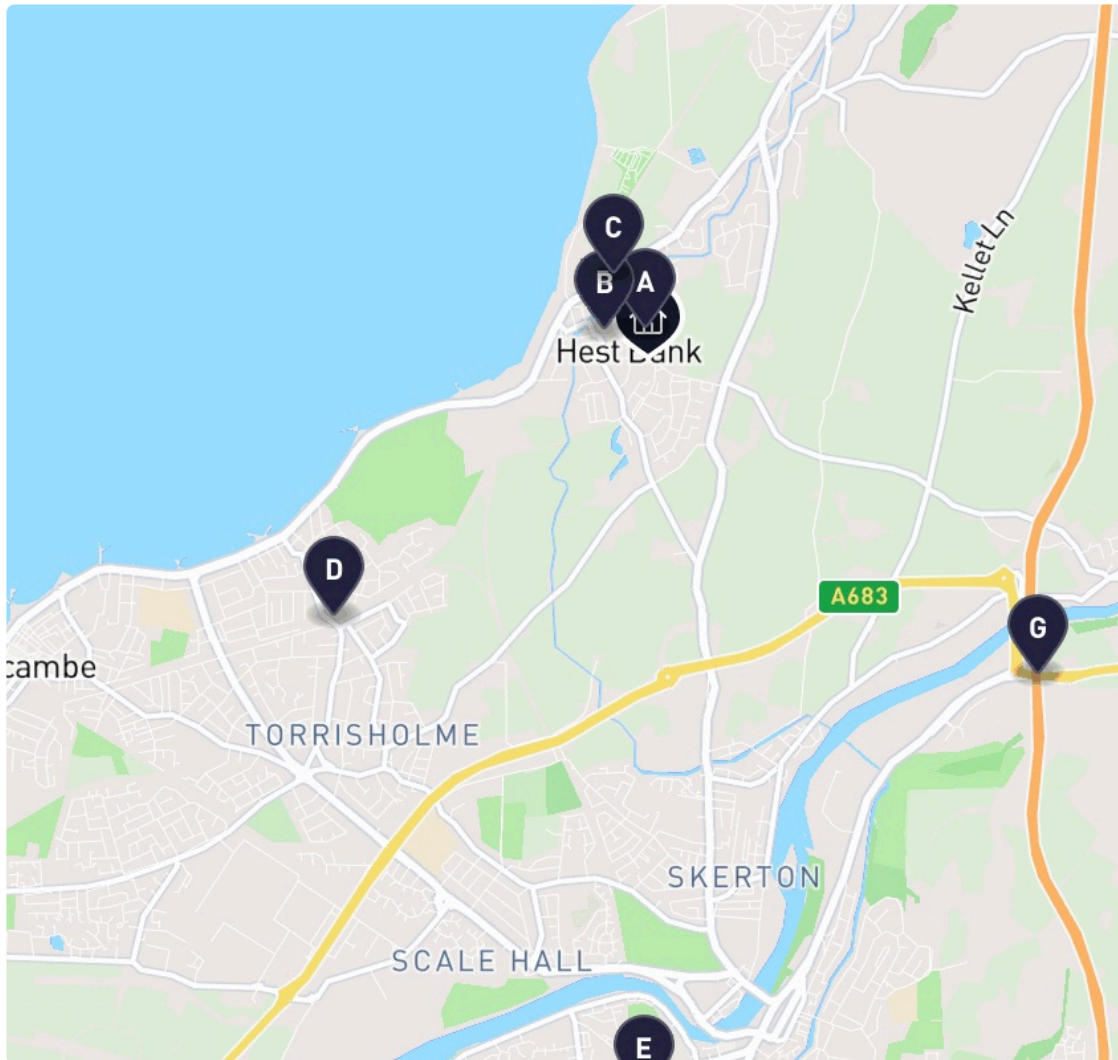 Kellet Ln
C
B
A
Hest Bank
D
A683
G
cambe
TORRISHOLME
SKERTON
SCALE HALL
E